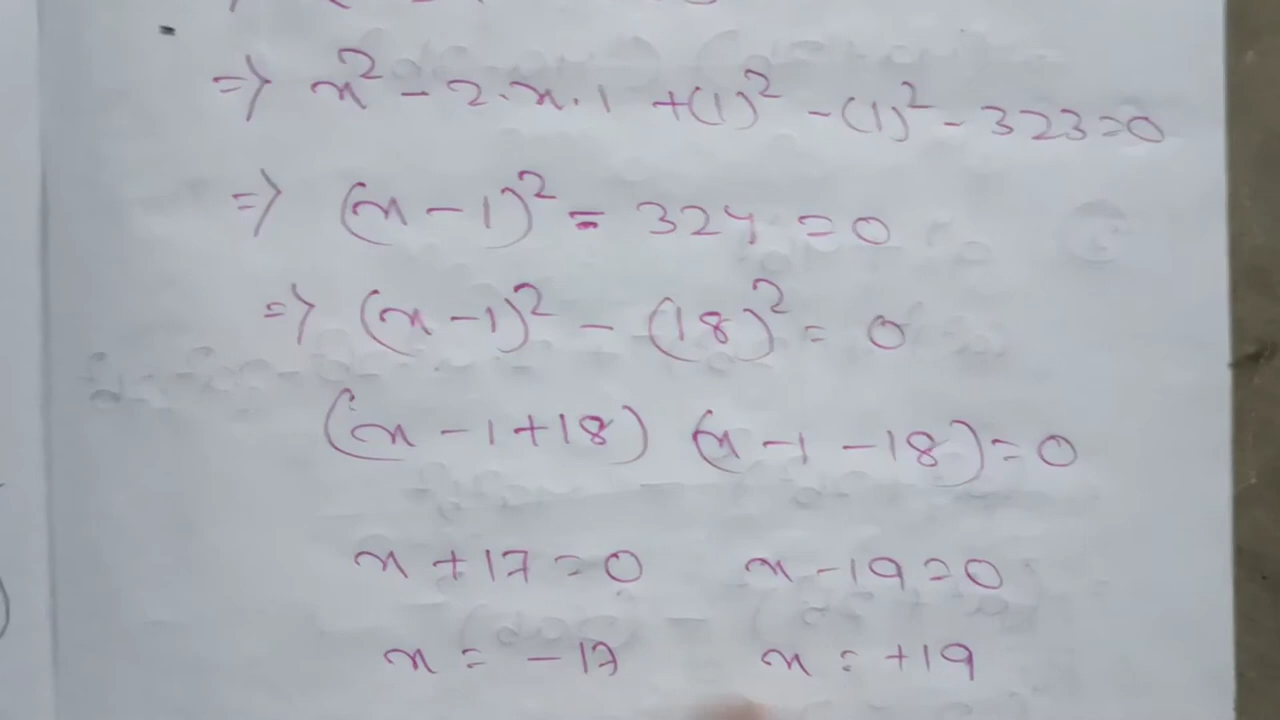 => x² - 2.x.1 +(1)² - (1)² - 323=0
=> (x-1)² = 324 = 0
=> (x-1)² - (18)² = 0
(x-1+18) (x-1-18)=0
x+17=0 x-19=0
x = -17 x = +19